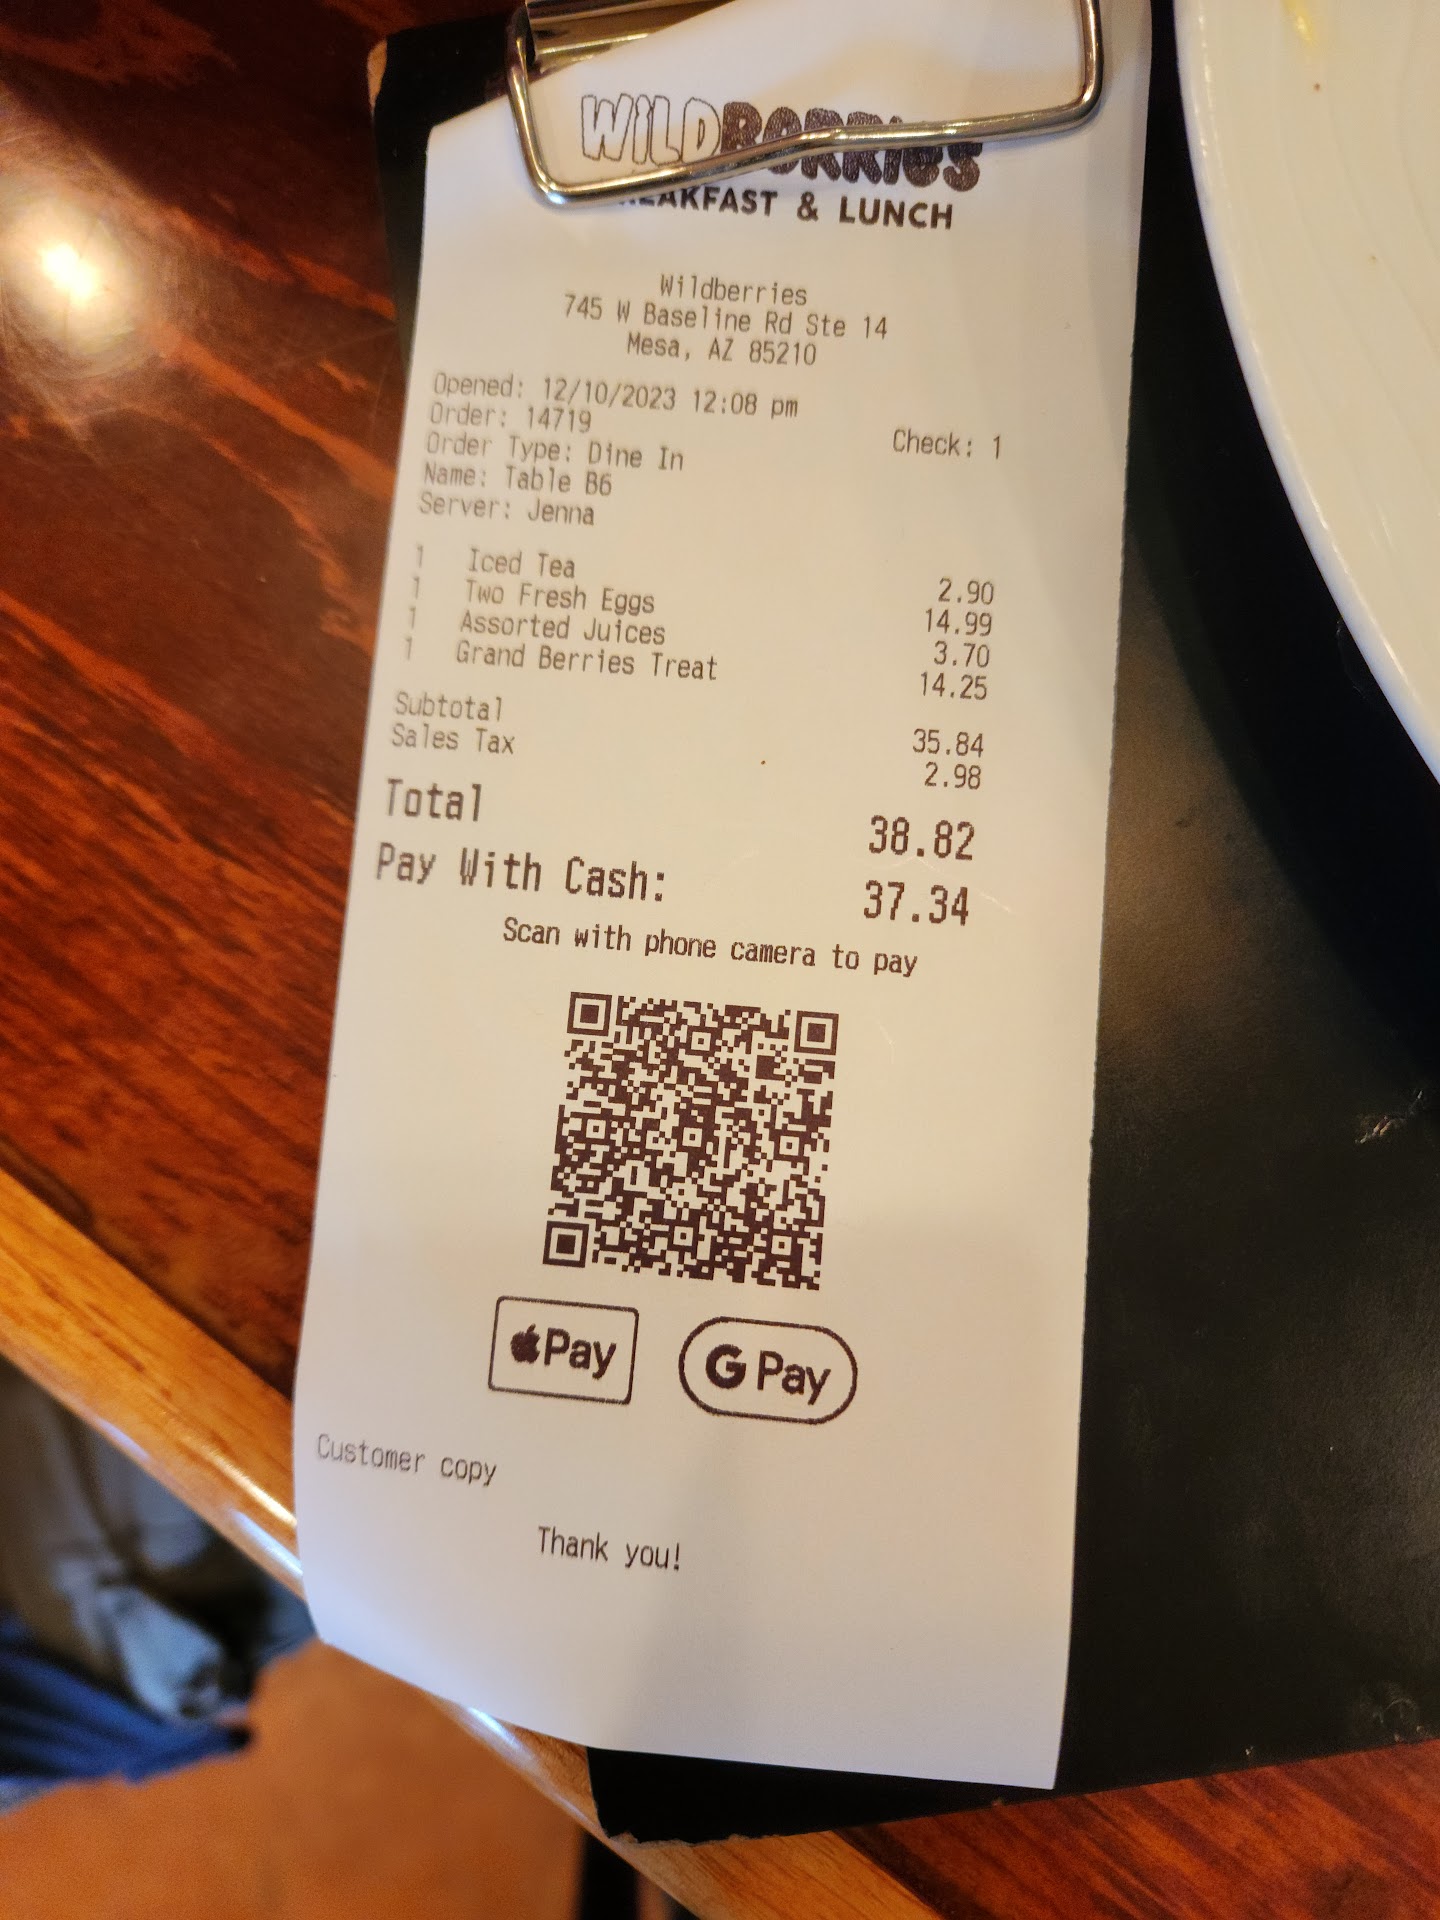 WILDBERRIES
BREAKFAST & LUNCH
Wildberries
745 W Baseline Rd Ste 14
Mesa, AZ 85210
Opened: 12/10/2023 12:08 pm
Order: 14719 Check: 1
Order Type: Dine In
Name: Table B6
Server: Jenna
1 Iced Tea 2.90
1 Two Fresh Eggs 14.99
1 Assorted Juices 3.70
1 Grand Berries Treat 14.25
Subtotal 35.84
Sales Tax 2.98
Total 38.82
Pay With Cash: 37.34
Scan with phone camera to pay
Pay
G Pay
Customer copy
Thank you!